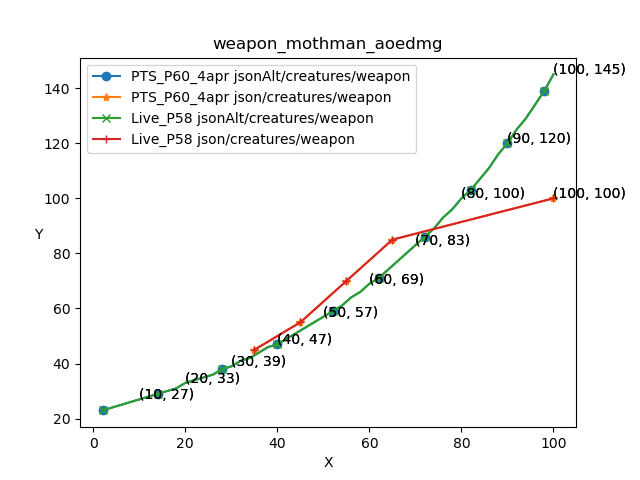 weapon_mothman_aoedmg
PTS_P60_4apr jsonAlt/creatures/weapon
PTS_P60_4apr json/creatures/weapon
Live_P58 jsonAlt/creatures/weapon
Live_P58 json/creatures/weapon
(100, 145)
140
(90, 120)
120
(80, 100)
(100, 100)
100
(70, 83)
80
Y
(60, 69)
60
(50, 57)
(40, 47)
40
(30, 39)
(20, 33)
(10, 27)
20
0 20 40 60 80 100
X